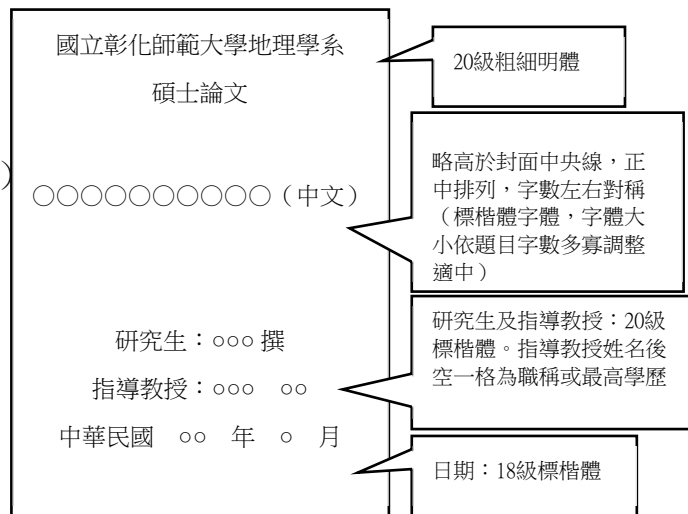 國立彰化師範大學地理學系
碩士論文
20級粗細明體
)
○○○○○○○○○○（中文）
略高於封面中央線，正
中排列，字數左右對稱
（標楷體字體，字體大
小依題目字數多寡調整
適中）
研究生：○○○ 撰
指導教授：○○○　○○
中華民國　○○　年　○　月
研究生及指導教授：20級
標楷體。指導教授姓名後
空一格為職稱或最高學歷
日期：18級標楷體